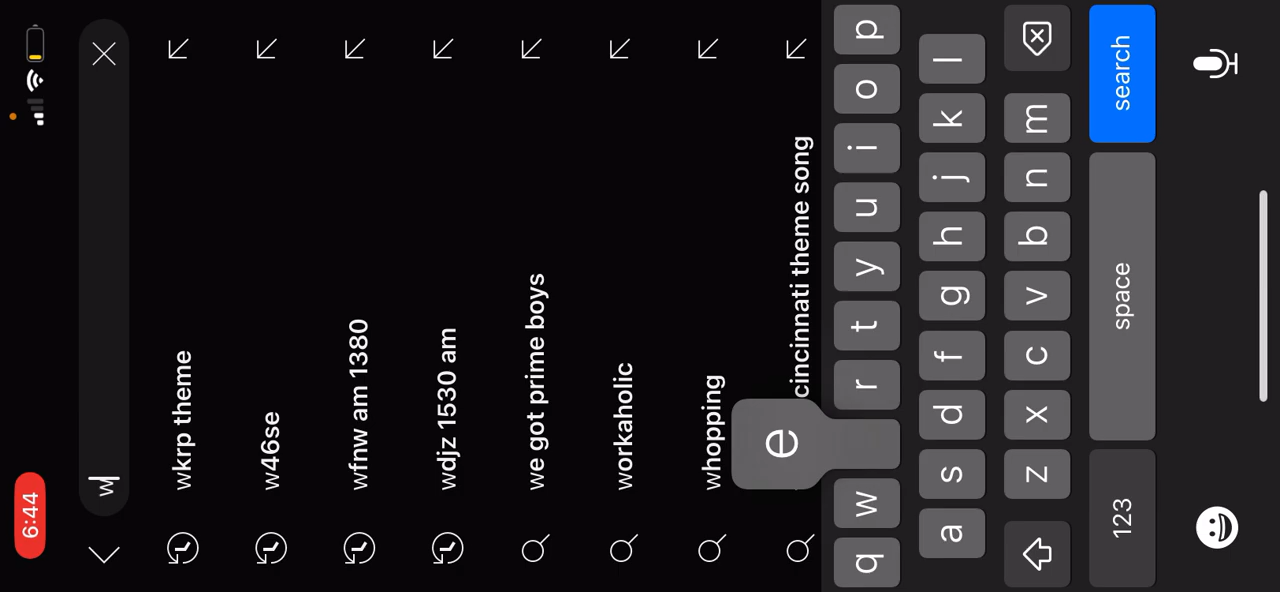 6:44
w
wkrp theme
w46se
wfnw am 1380
wdjz 1530 am
we got prime boys
workaholic
whopping
cincinnati theme song
e
q w r t y u i o p
a s d f g h j k l
z x c v b n m
123 space search